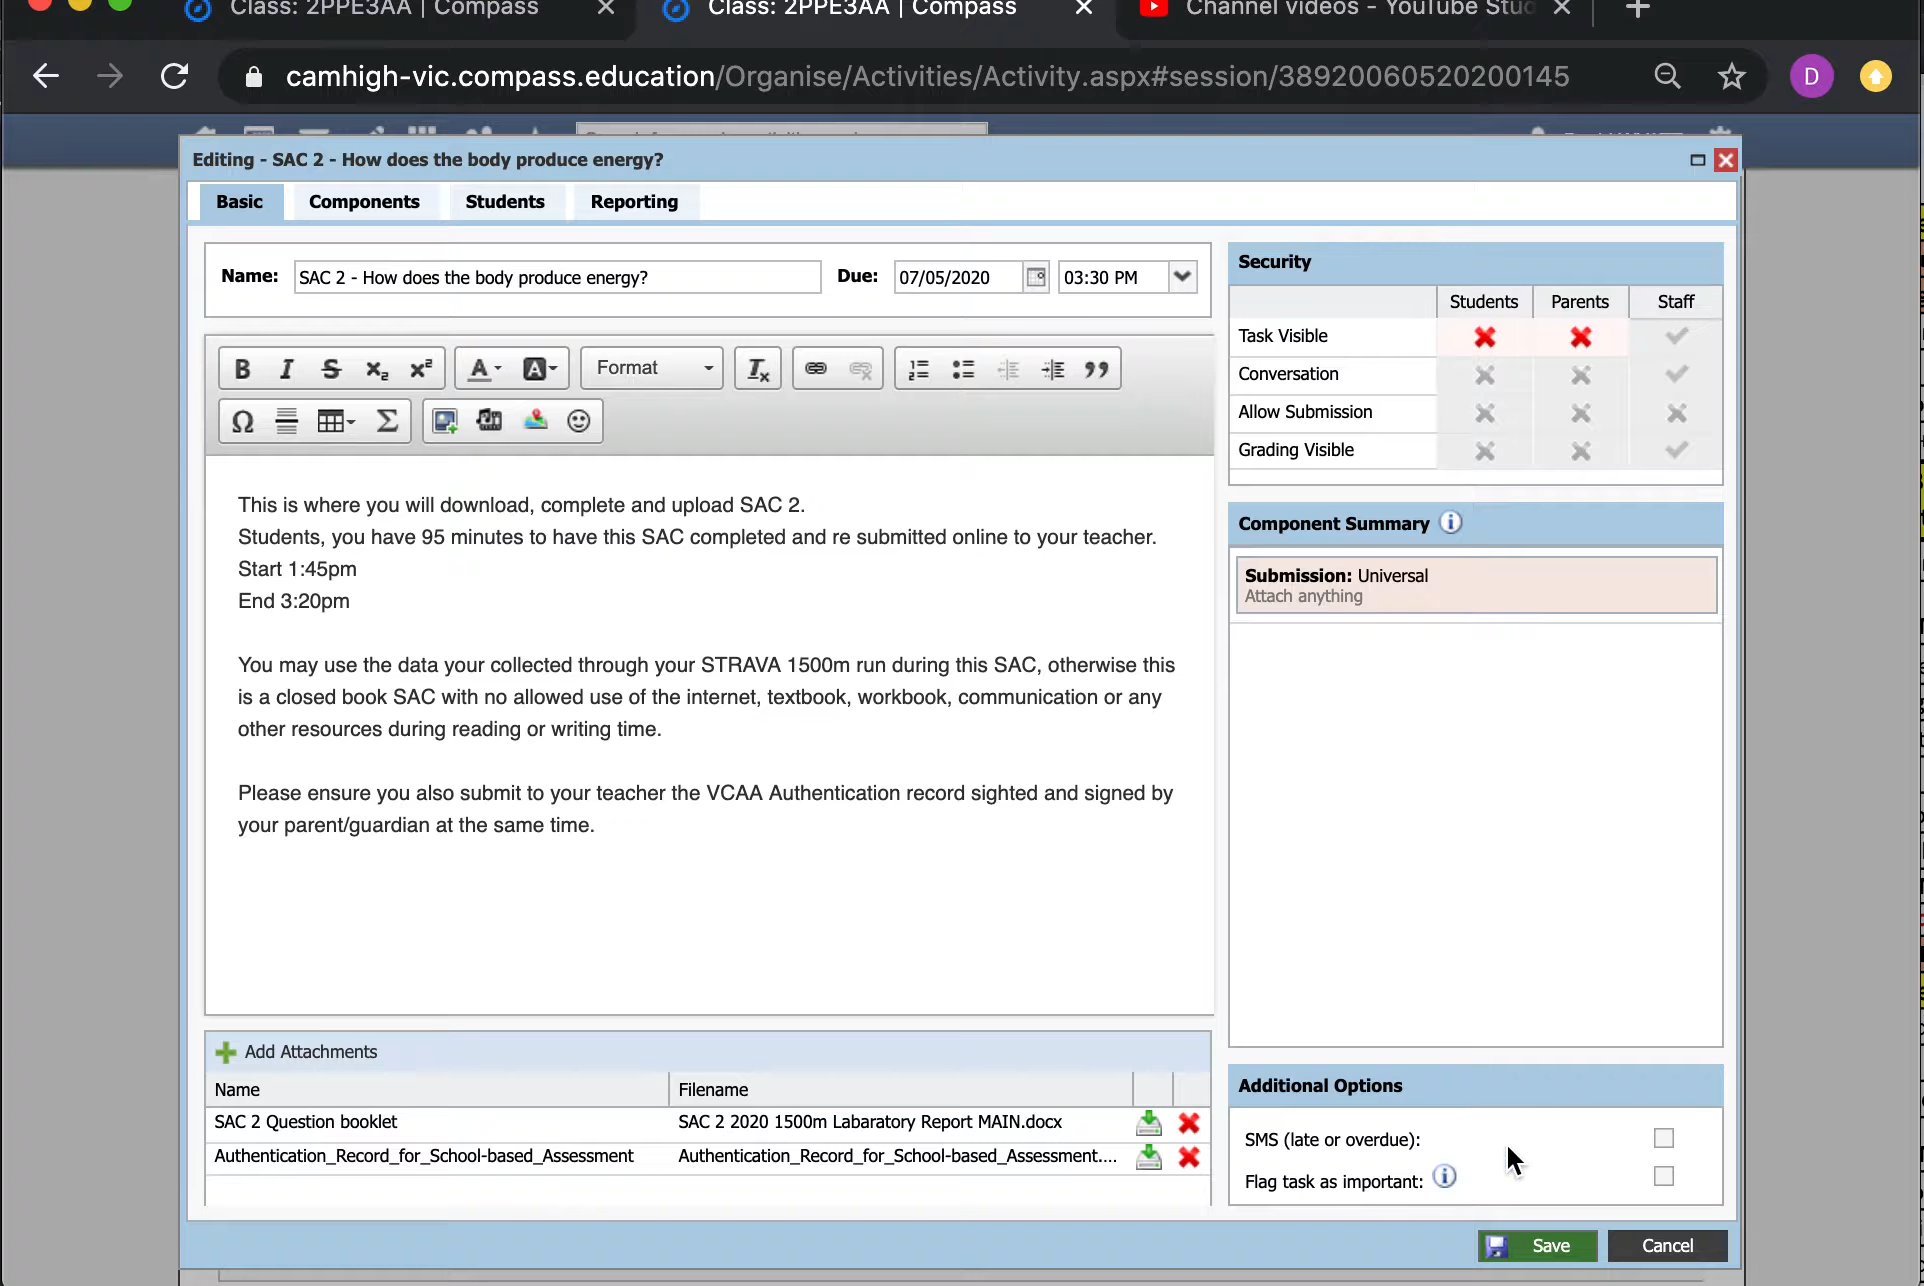 Class: 2PPE3AA | Compass
Class: 2PPE3AA | Compass
Channel videos - YouTube Stud
camhigh-vic.compass.education/Organise/Activities/Activity.aspx#session/38920060520200145
D
Editing - SAC 2 - How does the body produce energy?
Basic Components Students Reporting
Name: SAC 2 - How does the body produce energy? Due: 07/05/2020 03:30 PM
Format
This is where you will download, complete and upload SAC 2.
Students, you have 95 minutes to have this SAC completed and re submitted online to your teacher.
Start 1:45pm
End 3:20pm
You may use the data your collected through your STRAVA 1500m run during this SAC, otherwise this
is a closed book SAC with no allowed use of the internet, textbook, workbook, communication or any
other resources during reading or writing time.
Please ensure you also submit to your teacher the VCAA Authentication record sighted and signed by
your parent/guardian at the same time.
Add Attachments
Name Filename
SAC 2 Question booklet SAC 2 2020 1500m Labaratory Report MAIN.docx
Authentication_Record_for_School-based_Assessment Authentication_Record_for_School-based_Assessment....
Security
Students Parents Staff
Task Visible
Conversation
Allow Submission
Grading Visible
Component Summary
Submission: Universal
Attach anything
Additional Options
SMS (late or overdue):
Flag task as important:
Save Cancel